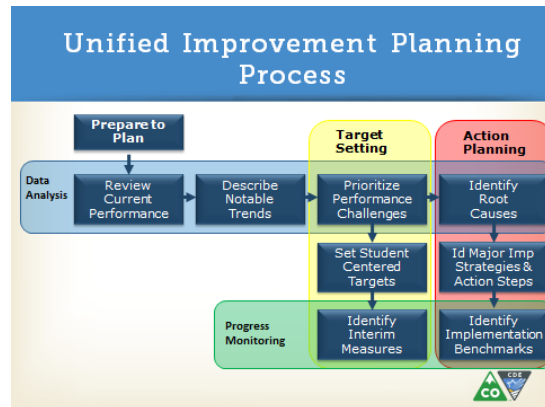 Unified Improvement Planning
Process
Prepare to
Plan
Target
Setting
Action
Planning
Data
Analysis
Review
Current
Performance
Describe
Notable
Trends
Prioritize
Performance
Challenges
Identify
Root
Causes
Set Student
Centered
Targets
Id Major Imp
Strategies &
Action Steps
Progress
Monitoring
Identify
Interim
Measures
Identify
Implementation
Benchmarks
CO
CDE